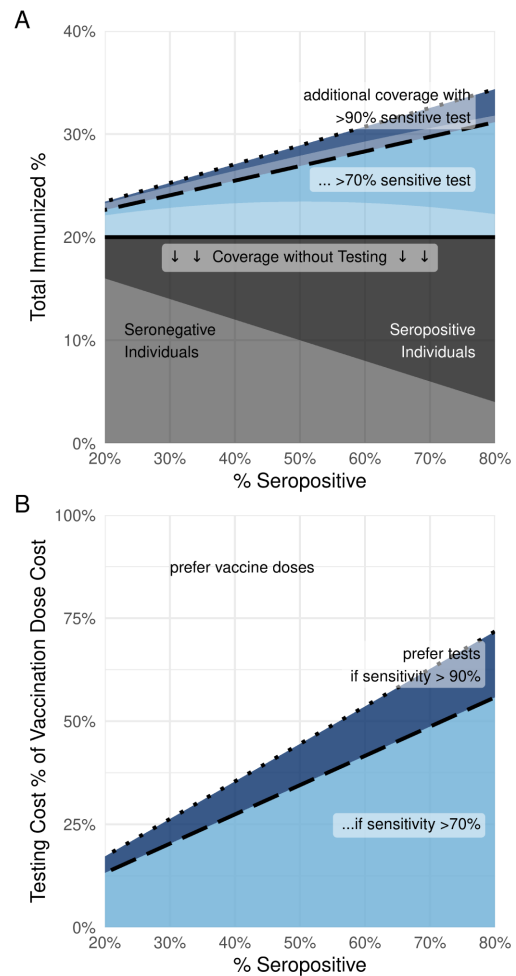 A
40%
30%
20%
10%
0%
Total Immunized %
additional coverage with
>90% sensitive test
... >70% sensitive test
↓ ↓ Coverage without Testing ↓ ↓
Seronegative
Individuals
Seropositive
Individuals
20% 30% 40% 50% 60% 70% 80%
% Seropositive
B
100%
75%
50%
25%
0%
Testing Cost % of Vaccination Dose Cost
prefer vaccine doses
prefer tests
if sensitivity > 90%
...if sensitivity >70%
20% 30% 40% 50% 60% 70% 80%
% Seropositive